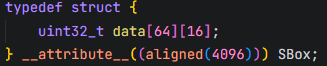 typedef struct {
    uint32_t data[64][16];
} __attribute__((aligned(4096))) SBox;